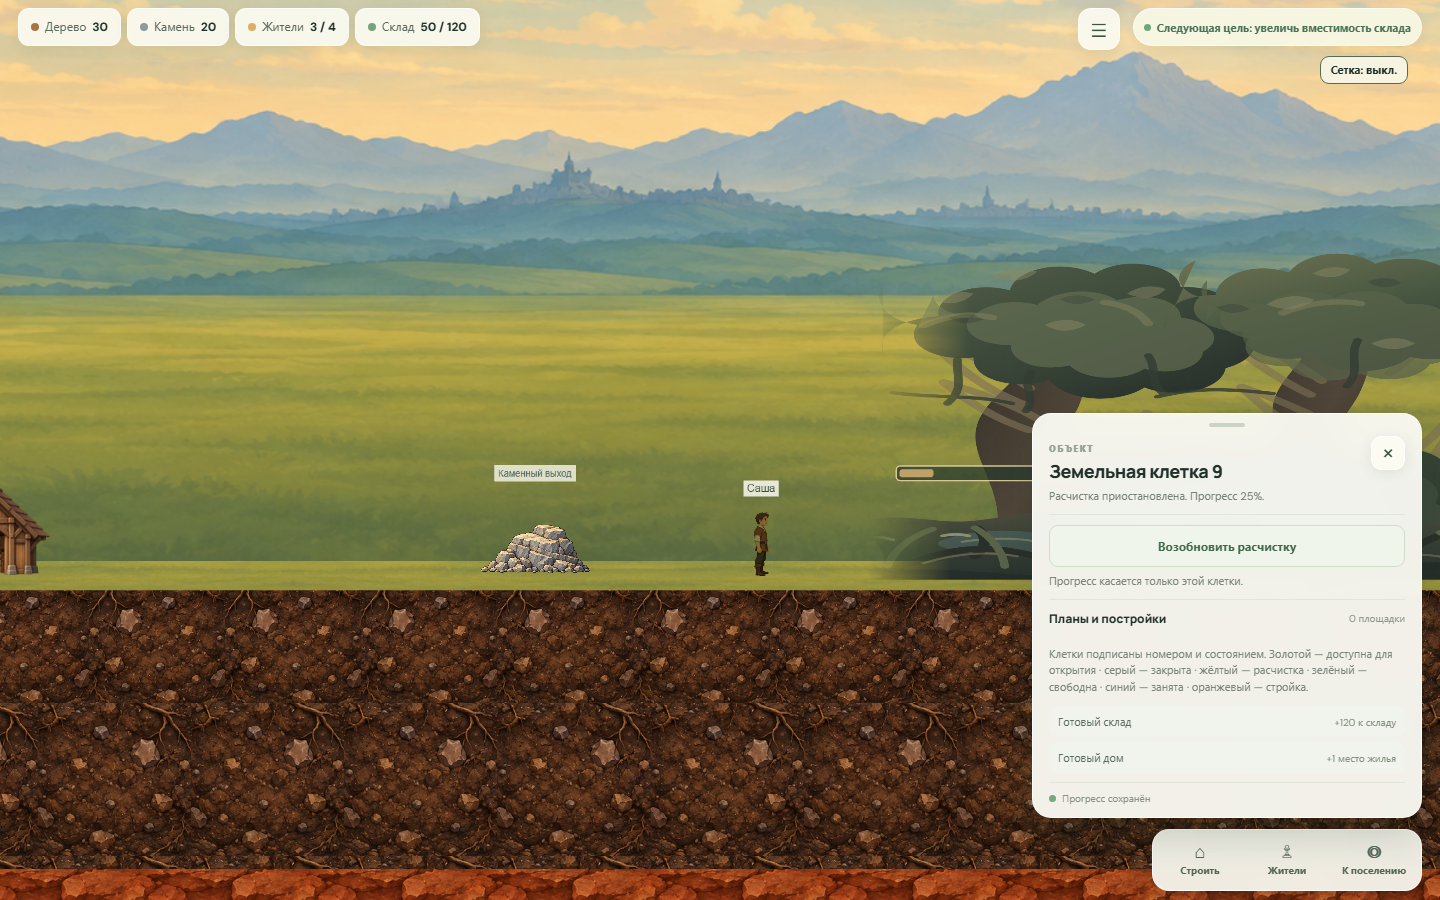 Дерево 30
Камень 20
Жители 3 / 4
Склад 50 / 120
Следующая цель: увеличь вместимость склада
Сетка: выкл.
Каменный выход
Саша
ОБЪЕКТ
Земельная клетка 9
Расчистка приостановлена. Прогресс 25%.
Возобновить расчистку
Прогресс касается только этой клетки.
Планы и постройки
0 площадки
Клетки подписаны номером и состоянием. Золотой — доступна для
открытия · серый — закрыта · жёлтый — расчистка · зелёный —
свободна · синий — занята · оранжевый — стройка.
Готовый склад
+120 к складу
Готовый дом
+1 место жилья
Прогресс сохранён
Строить
Жители
К поселению